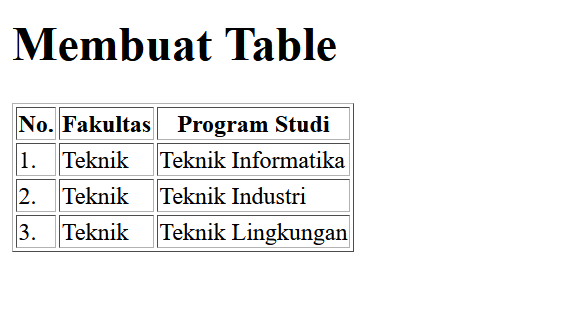 Membuat Table
No. Fakultas Program Studi
1. Teknik Teknik Informatika
2. Teknik Teknik Industri
3. Teknik Teknik Lingkungan